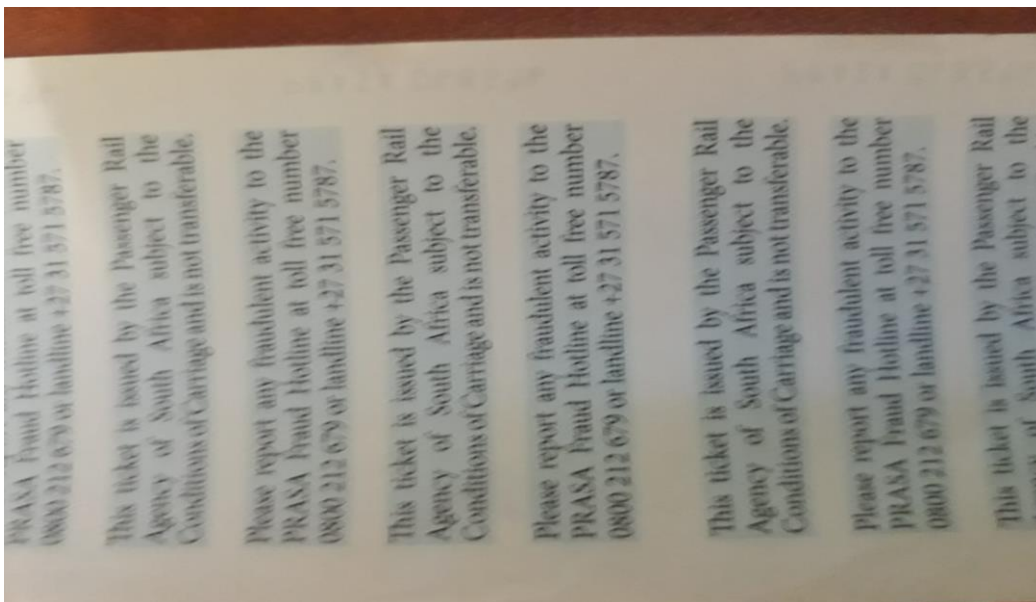 PRASA Fraud Hotline at toll free number
0800 212 679 or landline +27 31 571 5787.
This ticket is issued by the Passenger Rail
Agency of South Africa subject to the
Conditions of Carriage and is not transferable.
Please report any fraudulent activity to the
PRASA Fraud Hotline at toll free number
0800 212 679 or landline +27 31 571 5787.
This ticket is issued by the Passenger Rail
Agency of South Africa subject to the
Conditions of Carriage and is not transferable.
Please report any fraudulent activity to the
PRASA Fraud Hotline at toll free number
0800 212 679 or landline +27 31 571 5787.
This ticket is issued by the Passenger Rail
Agency of South Africa subject to the
Conditions of Carriage and is not transferable.
Please report any fraudulent activity to the
PRASA Fraud Hotline at toll free number
0800 212 679 or landline +27 31 571 5787.
This ticket is issued by the Passenger Rail
Agency of South Africa subject to the